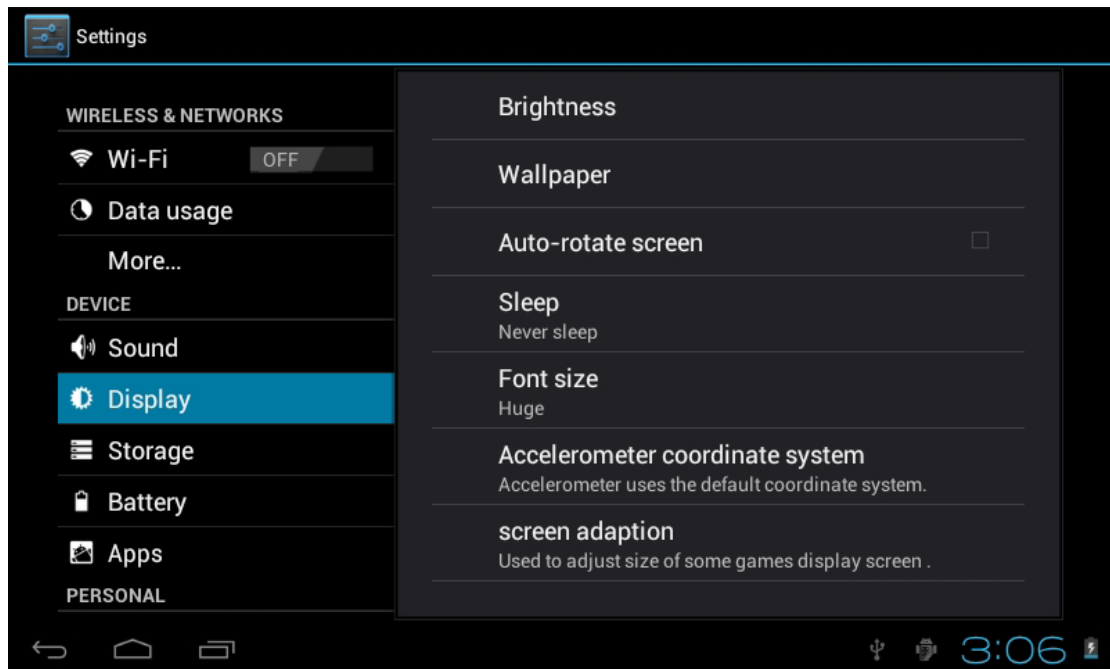 Settings
WIRELESS & NETWORKS
Wi-Fi OFF
Data usage
More...
DEVICE
Sound
Display
Storage
Battery
Apps
PERSONAL
Brightness
Wallpaper
Auto-rotate screen
Sleep
Never sleep
Font size
Huge
Accelerometer coordinate system
Accelerometer uses the default coordinate system.
screen adaption
Used to adjust size of some games display screen .
3:06